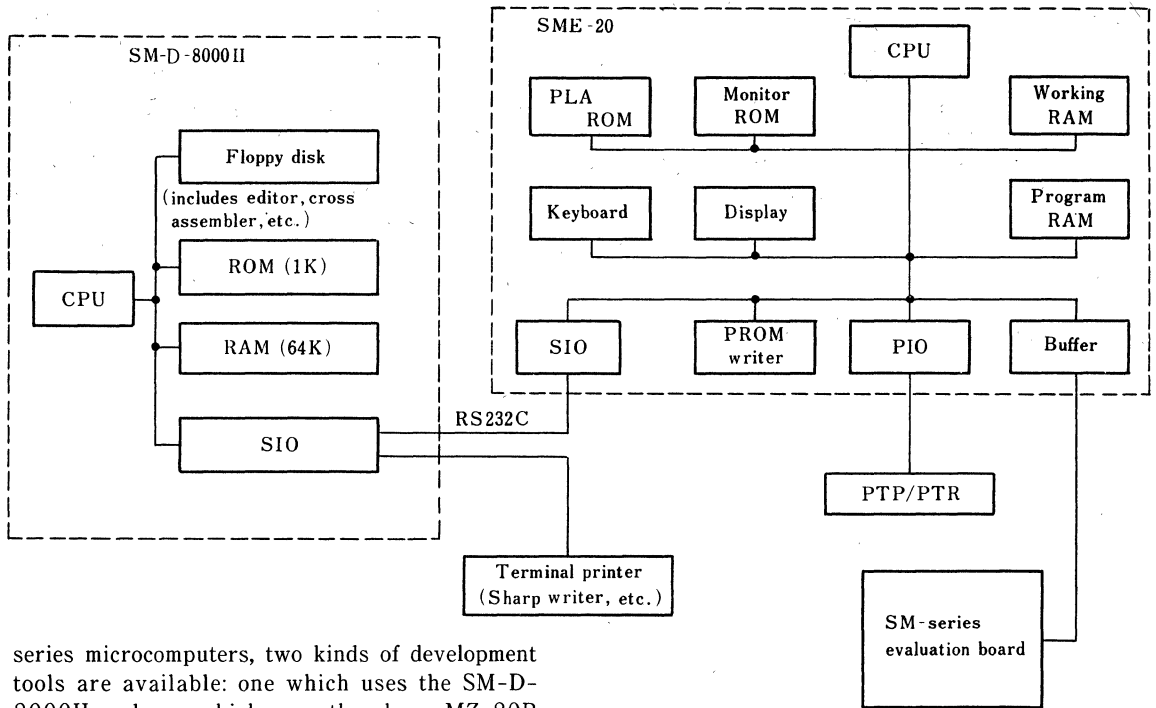 SM-D-8000II
Floppy disk
(includes editor, cross
assembler, etc.)
ROM (1K)
CPU
RAM (64K)
SIO
RS232C
Terminal printer
(Sharp writer, etc.)
SME-20
CPU
PLA
ROM
Monitor
ROM
Working
RAM
Keyboard
Display
Program
RAM
SIO
PROM
writer
PIO
Buffer
PTP/PTR
SM-series
evaluation board
series microcomputers, two kinds of development
tools are available: one which uses the SM-D-